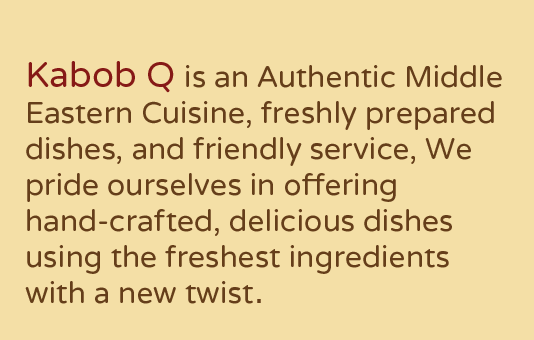 Kabob Q is an Authentic Middle
Eastern Cuisine, freshly prepared
dishes, and friendly service, We
pride ourselves in offering
hand-crafted, delicious dishes
using the freshest ingredients
with a new twist.